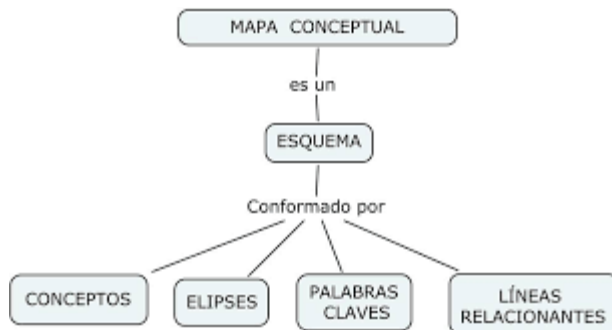 MAPA CONCEPTUAL
es un
ESQUEMA
Conformado por
CONCEPTOS
ELIPSES
PALABRAS
CLAVES
LÍNEAS
RELACIONANTES